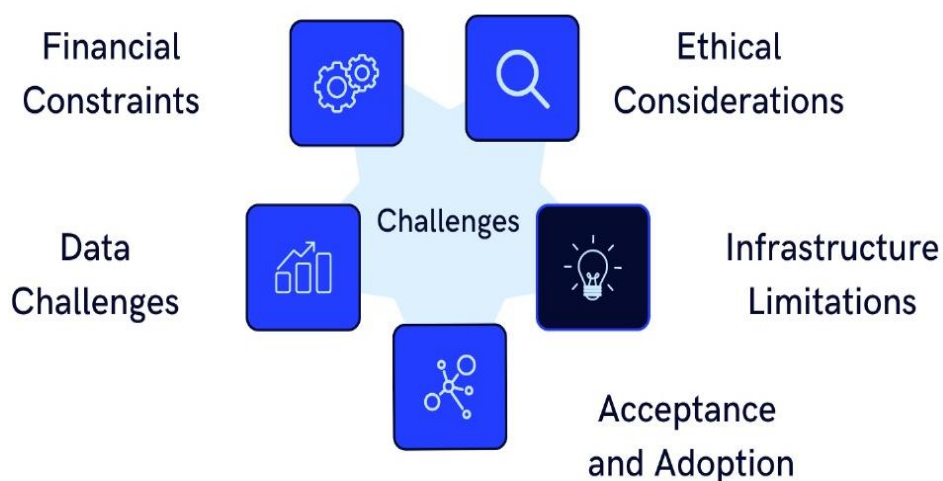 Financial
Constraints
Ethical
Considerations
Challenges
Data
Challenges
Infrastructure
Limitations
Acceptance
and Adoption